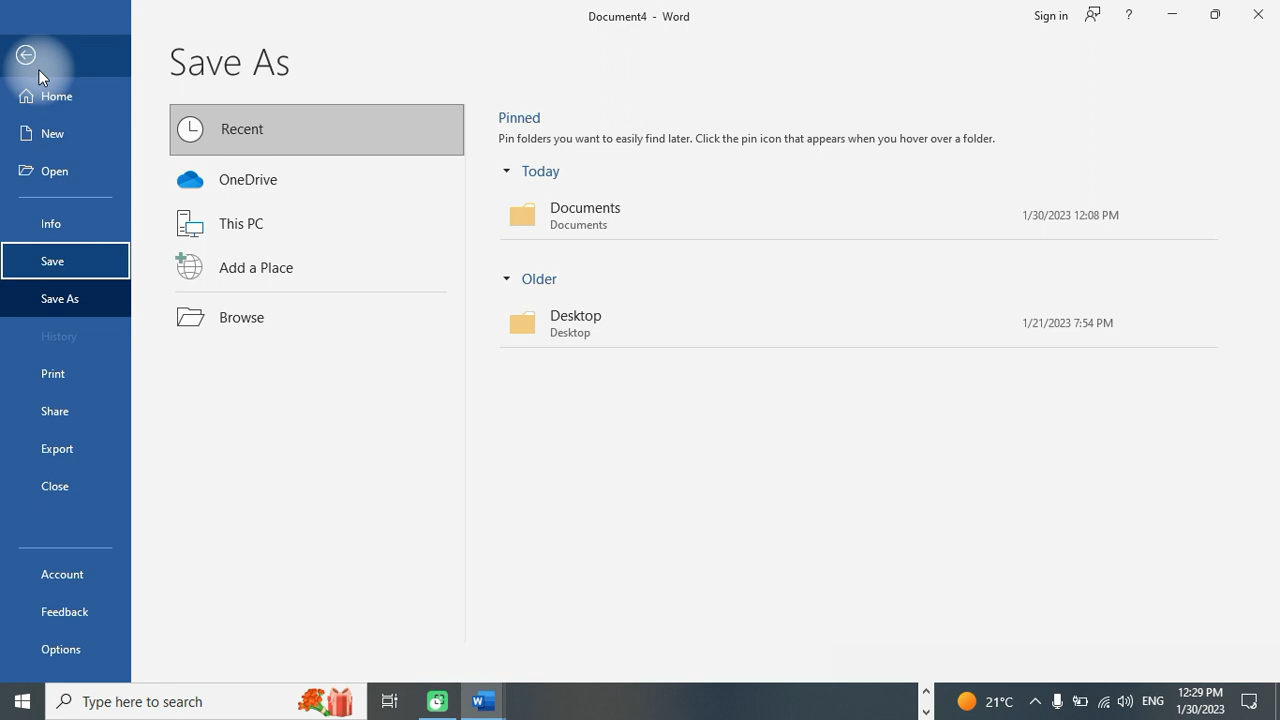 Document4 - Word
Sign in
?
Save As
Home
New
Open
Info
Save
Save As
History
Print
Share
Export
Close
Account
Feedback
Options
Recent
OneDrive
This PC
Add a Place
Browse
Pinned
Pin folders you want to easily find later. Click the pin icon that appears when you hover over a folder.
Today
Documents
Documents
1/30/2023 12:08 PM
Older
Desktop
Desktop
1/21/2023 7:54 PM
Type here to search
W
21°C
ENG
12:29 PM
1/30/2023